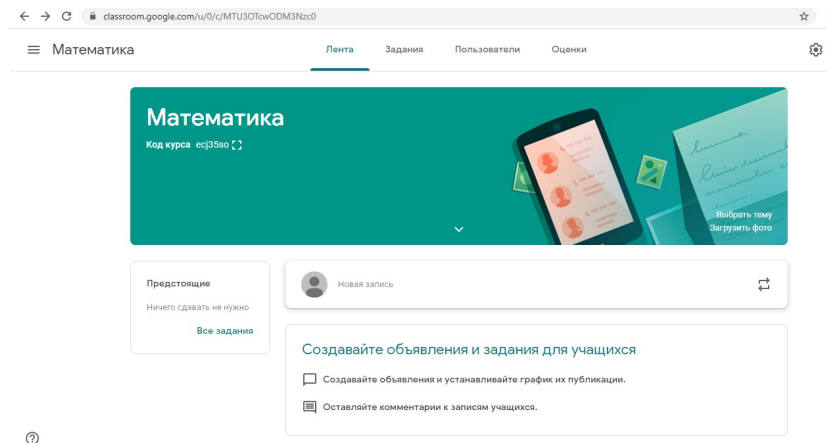 classroom.google.com/u/0/c/MTU3OTcwODM3Nzc0
Математика
Лента Задания Пользователи Оценки
Математика
Код курса ecj35so
Выбрать тему
Загрузить фото
Предстоящие
Ничего сдавать не нужно
Все задания
Новая запись
Создавайте объявления и задания для учащихся
Создавайте объявления и устанавливайте график их публикации.
Оставляйте комментарии к записям учащихся.